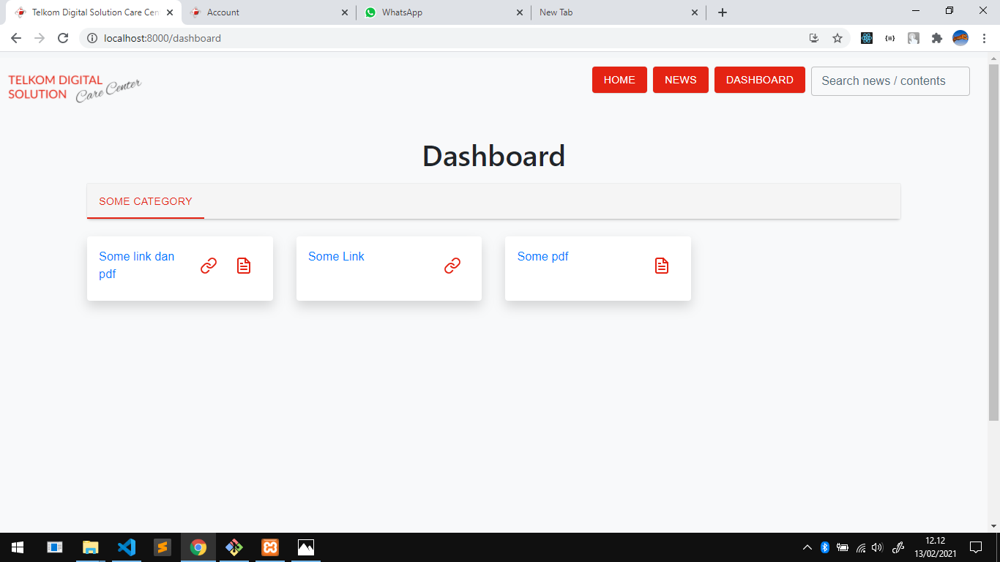 Telkom Digital Solution Care Cen
Account
WhatsApp
New Tab
localhost:8000/dashboard
TELKOM DIGITAL
SOLUTION Care Center
HOME
NEWS
DASHBOARD
Search news / contents
Dashboard
SOME CATEGORY
Some link dan
pdf
Some Link
Some pdf
12.12
13/02/2021